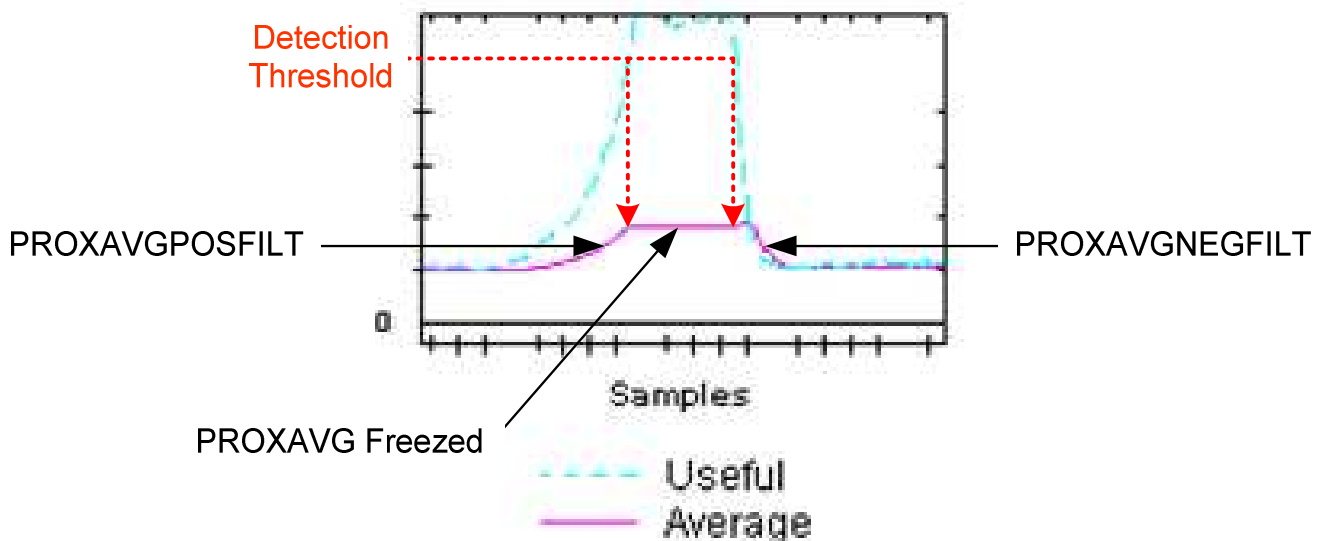 Detection
Threshold
PROXAVGPOSFILT
PROXAVGNEGFILT
0
Samples
PROXAVG Freezed
Useful
Average